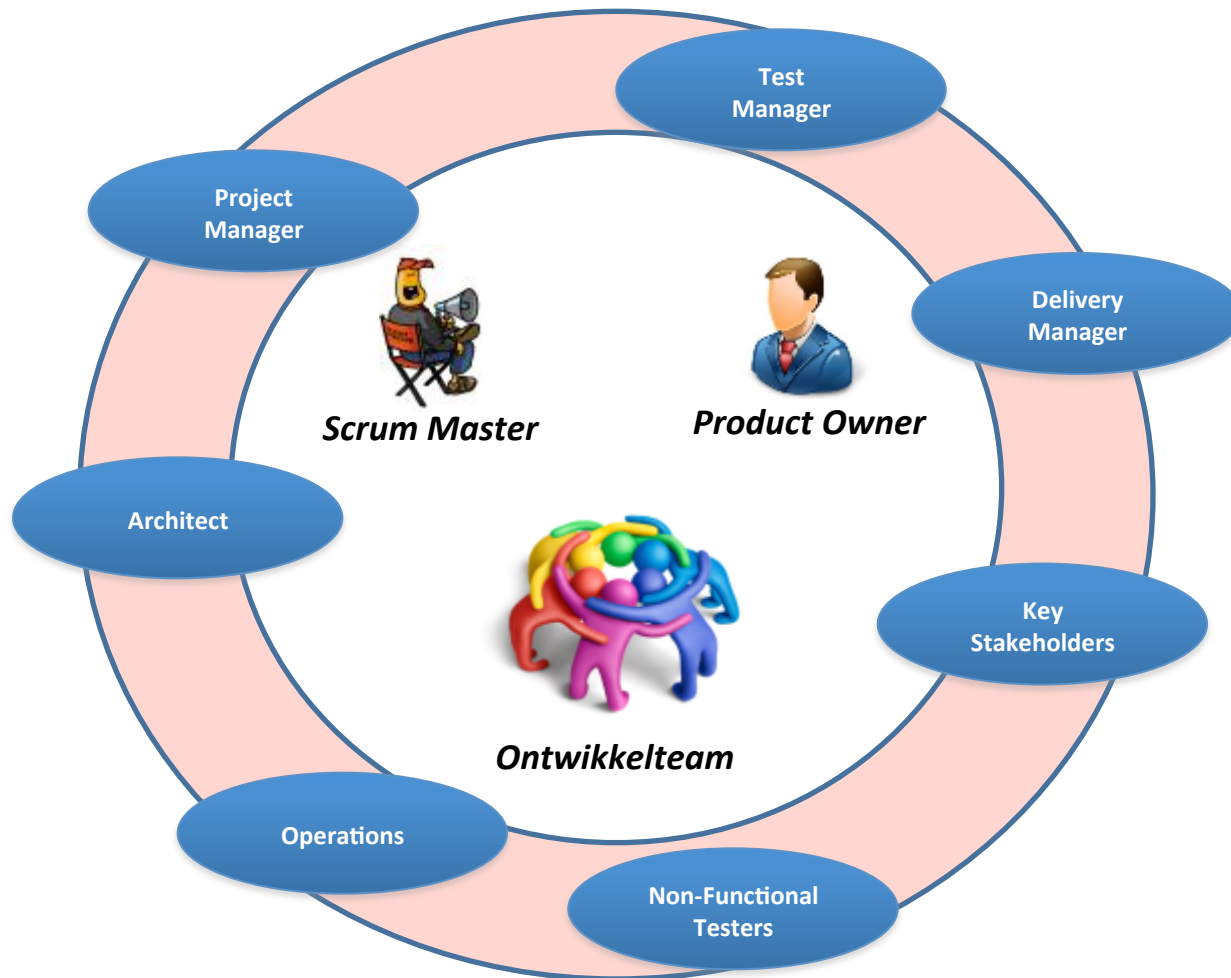 Test
Manager
Project
Manager
Delivery
Manager
Scrum Master
Product Owner
Architect
Key
Stakeholders
Ontwikkelteam
Operations
Non-Functional
Testers